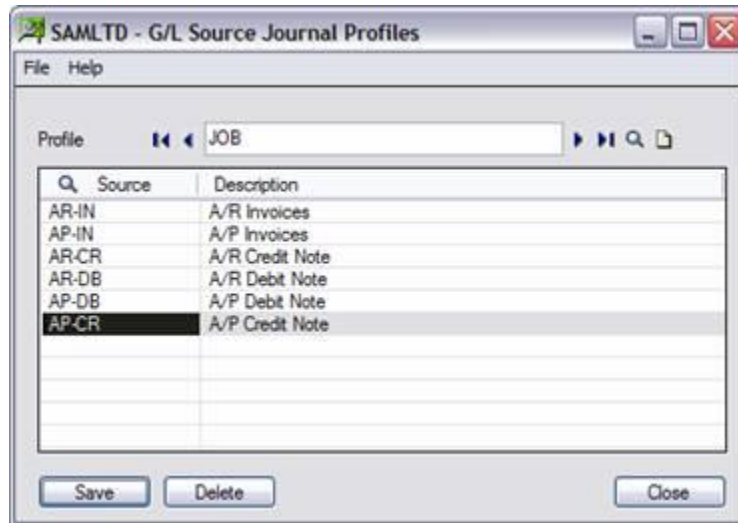 SAMLTD - G/L Source Journal Profiles
File Help
Profile JOB
Source Description
AR-IN A/R Invoices
AP-IN A/P Invoices
AR-CR A/R Credit Note
AR-DB A/R Debit Note
AP-DB A/P Debit Note
AP-CR A/P Credit Note
Save Delete Close